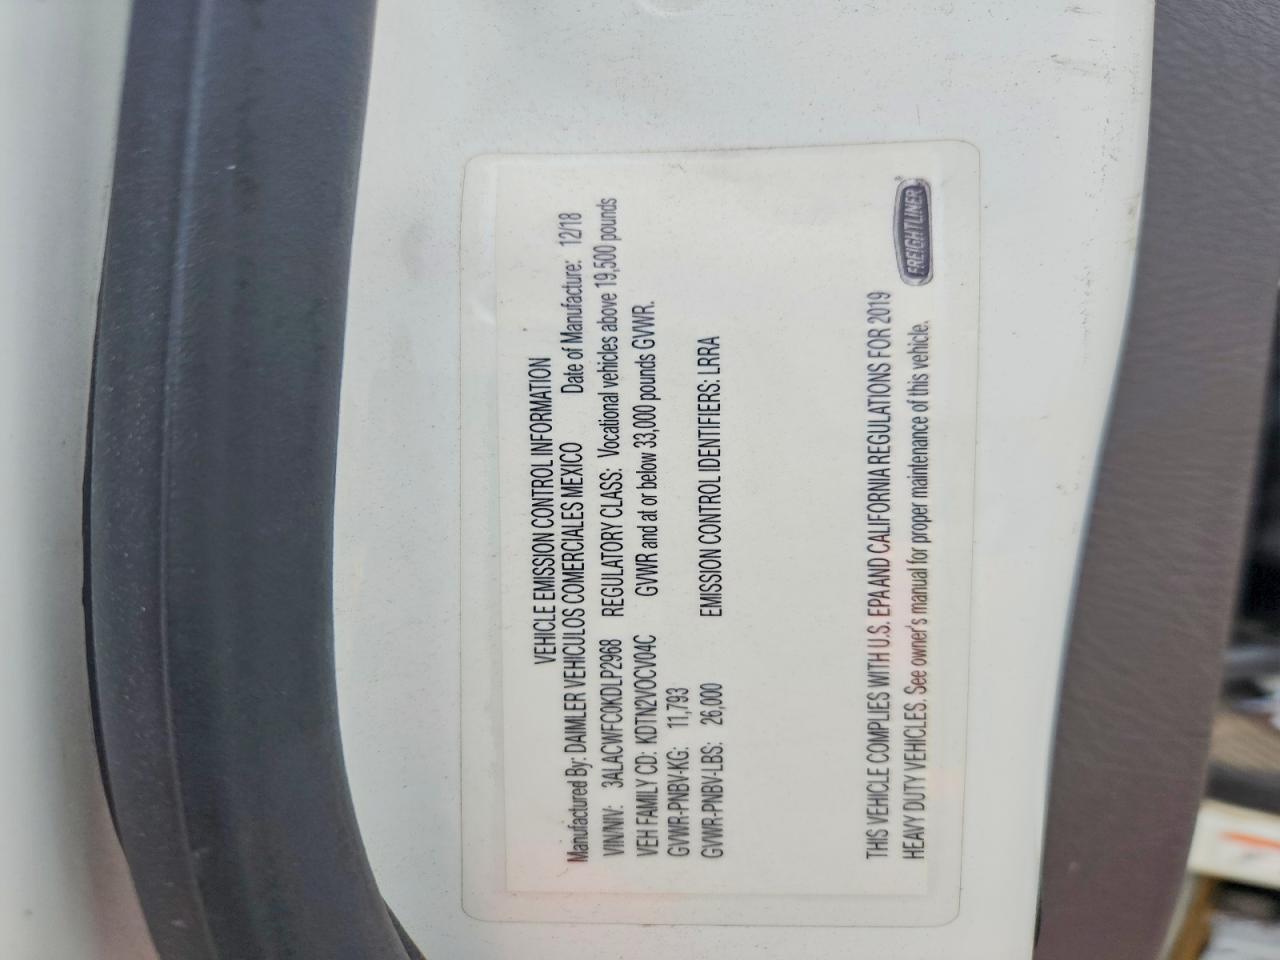 VEHICLE EMISSION CONTROL INFORMATION
Manufactured By: DAIMLER VEHICULOS COMERCIALES MEXICO Date of Manufacture: 12/18
VIN/NIV: 3ALACWFC0KDLP2968 REGULATORY CLASS: Vocational vehicles above 19,500 pounds
VEH FAMILY CD: KDTN2VOCV04C GVWR and at or below 33,000 pounds GVWR.
GVWR-PNBV-KG: 11,793
GVWR-PNBV-LBS: 26,000 EMISSION CONTROL IDENTIFIERS: LRRA
THIS VEHICLE COMPLIES WITH U.S. EPA AND CALIFORNIA REGULATIONS FOR 2019
HEAVY DUTY VEHICLES. See owner's manual for proper maintenance of this vehicle.
FREIGHTLINER®